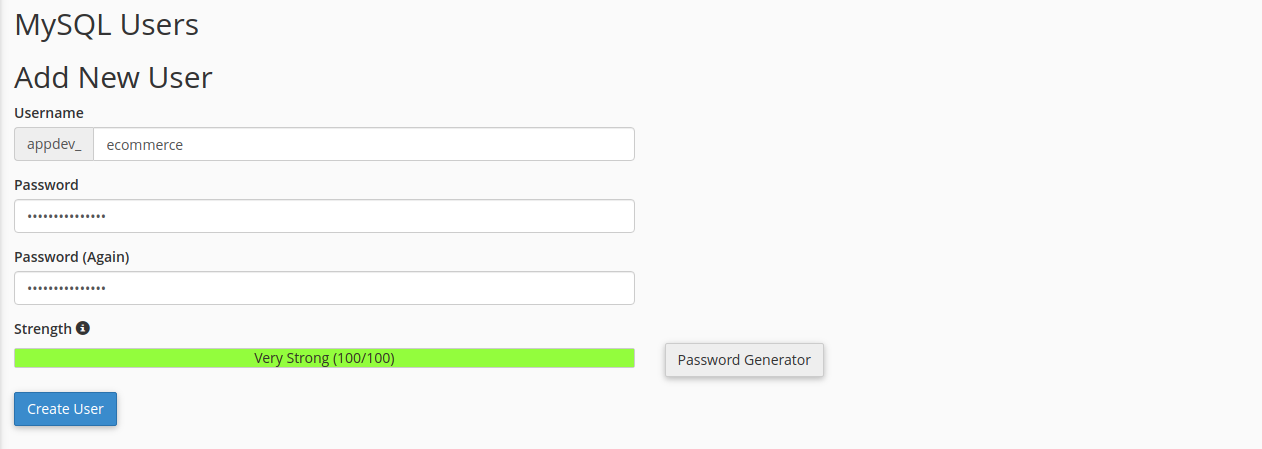 MySQL Users
Add New User
Username
appdev_ ecommerce
Password
•••••••••••••••
Password (Again)
•••••••••••••••
Strength
Very Strong (100/100) Password Generator
Create User